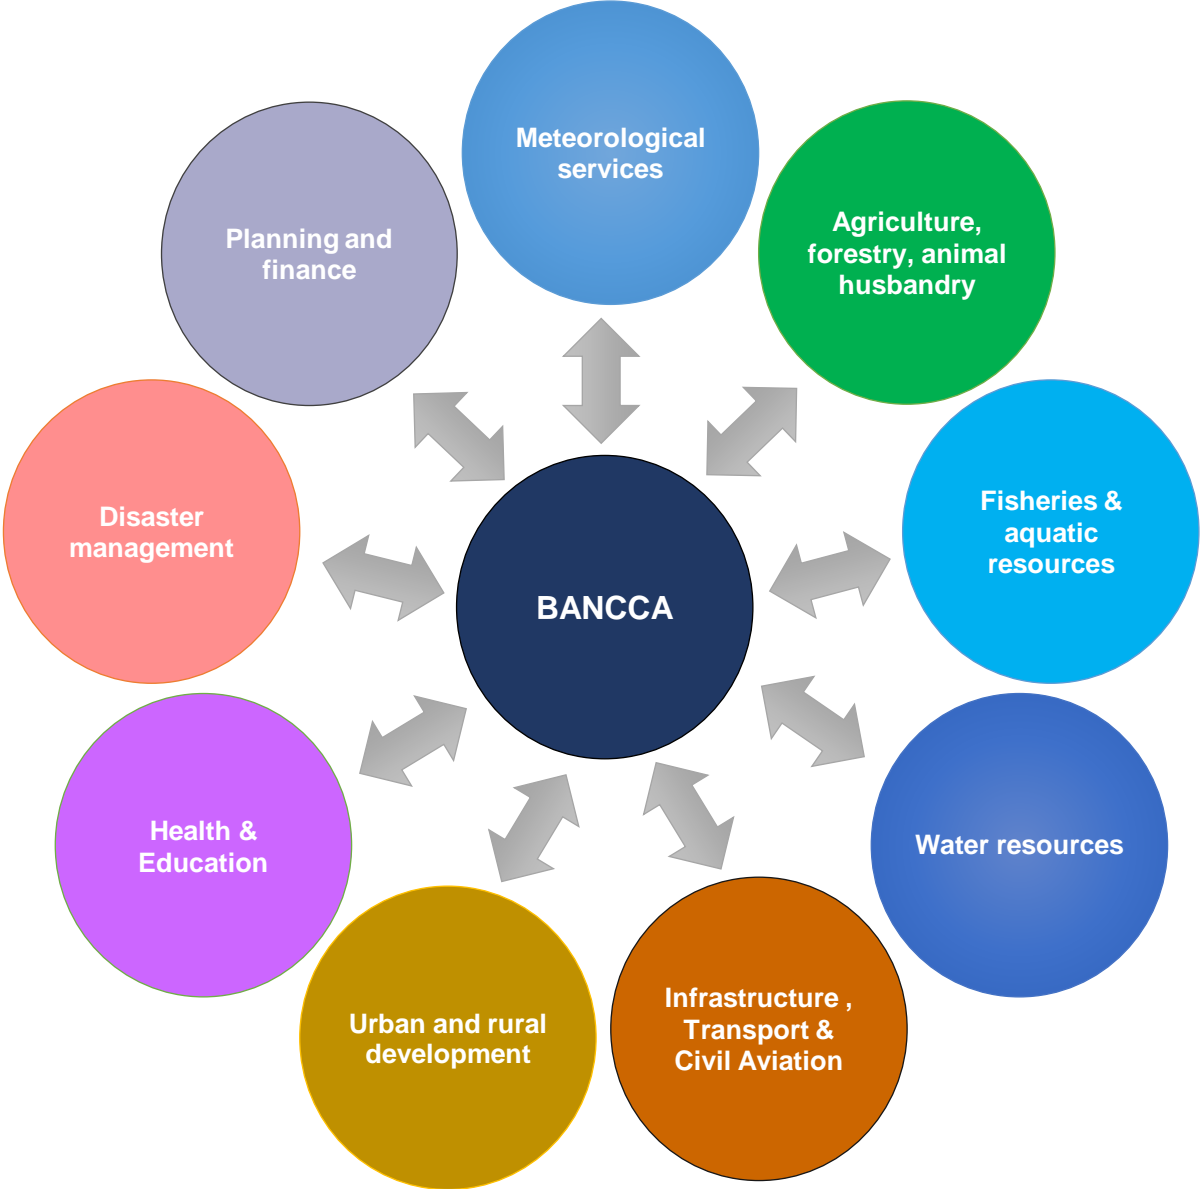 Meteorological
services
Agriculture,
forestry, animal
husbandry
Fisheries &
aquatic
resources
Water resources
Infrastructure ,
Transport &
Civil Aviation
Urban and rural
development
Health &
Education
Disaster
management
Planning and
finance
BANCCA